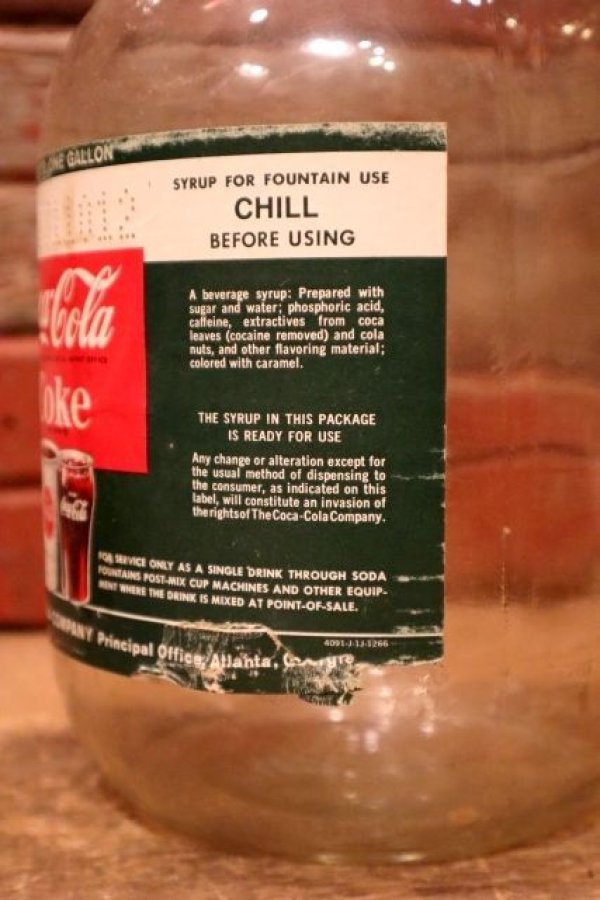 ONE GALLON
SYRUP FOR FOUNTAIN USE
CHILL
BEFORE USING
Cola
A beverage syrup: Prepared with
sugar and water; phosphoric acid,
caffeine, extractives from coca
leaves (cocaine removed) and cola
nuts, and other flavoring material;
colored with caramel.
oke
THE SYRUP IN THIS PACKAGE
IS READY FOR USE
Any change or alteration except for
the usual method of dispensing to
the consumer, as indicated on this
label, will constitute an invasion of
the rights of The Coca-Cola Company.
Coca-Cola
FOR SERVICE ONLY AS A SINGLE DRINK THROUGH SODA
FOUNTAINS POST-MIX CUP MACHINES AND OTHER EQUIP-
MENT WHERE THE DRINK IS MIXED AT POINT-OF-SALE.
4091-J-1J-1266
COMPANY Principal Office, Atlanta,